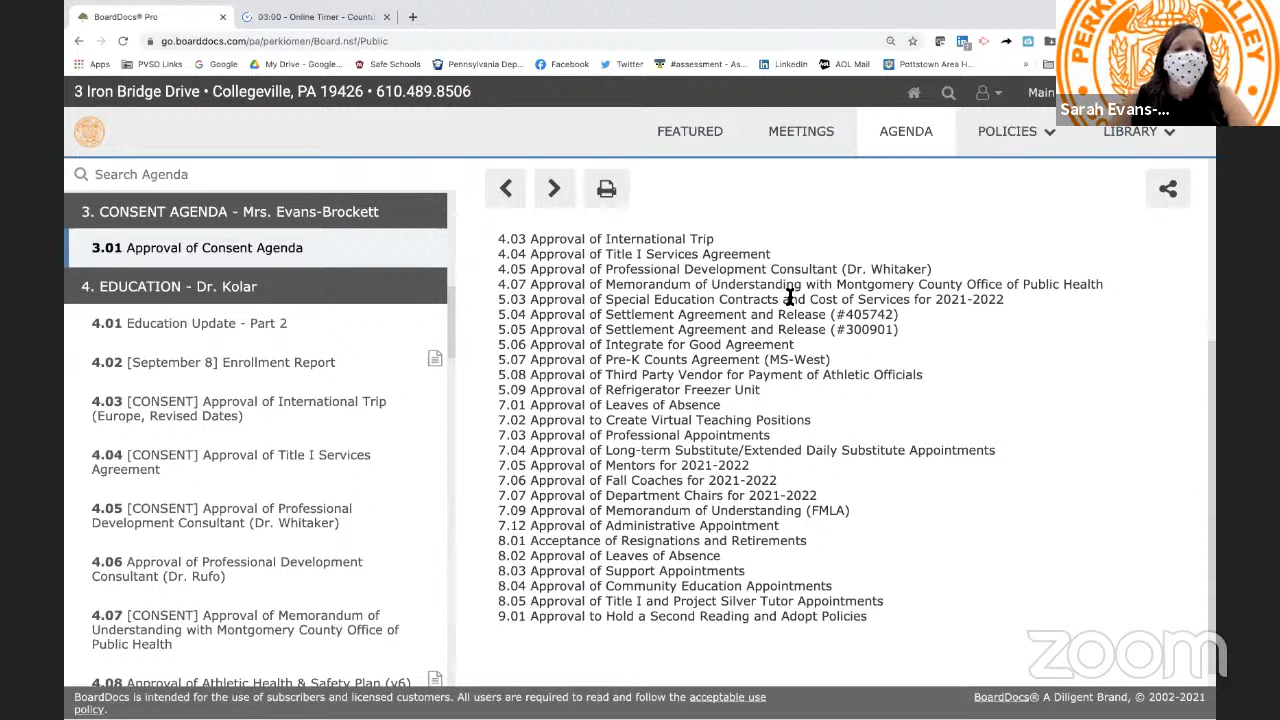 BoardDocs® Pro
03:00 - Online Timer - Countd
go.boarddocs.com/pa/perkiomen/Board.nsf/Public
Apps
PVSD Links
Google
My Drive - Google...
Safe Schools
Pennsylvania Dep...
Facebook
Twitter
#assessment - As...
LinkedIn
AOL Mail
Pottstown Area H...
»
3 Iron Bridge Drive • Collegeville, PA 19426 • 610.489.8506
Main
Sarah Evans-...
FEATURED
MEETINGS
AGENDA
POLICIES
LIBRARY
Search Agenda
3. CONSENT AGENDA - Mrs. Evans-Brockett
3.01 Approval of Consent Agenda
4. EDUCATION - Dr. Kolar
4.01 Education Update - Part 2
4.02 [September 8] Enrollment Report
4.03 [CONSENT] Approval of International Trip
(Europe, Revised Dates)
4.04 [CONSENT] Approval of Title I Services
Agreement
4.05 [CONSENT] Approval of Professional
Development Consultant (Dr. Whitaker)
4.06 Approval of Professional Development
Consultant (Dr. Rufo)
4.07 [CONSENT] Approval of Memorandum of
Understanding with Montgomery County Office of
Public Health
4.08 Approval of Athletic Health & Safety Plan (v6)
4.03 Approval of International Trip
4.04 Approval of Title I Services Agreement
4.05 Approval of Professional Development Consultant (Dr. Whitaker)
4.07 Approval of Memorandum of Understanding with Montgomery County Office of Public Health
5.03 Approval of Special Education Contracts and Cost of Services for 2021-2022
5.04 Approval of Settlement Agreement and Release (#405742)
5.05 Approval of Settlement Agreement and Release (#300901)
5.06 Approval of Integrate for Good Agreement
5.07 Approval of Pre-K Counts Agreement (MS-West)
5.08 Approval of Third Party Vendor for Payment of Athletic Officials
5.09 Approval of Refrigerator Freezer Unit
7.01 Approval of Leaves of Absence
7.02 Approval to Create Virtual Teaching Positions
7.03 Approval of Professional Appointments
7.04 Approval of Long-term Substitute/Extended Daily Substitute Appointments
7.05 Approval of Mentors for 2021-2022
7.06 Approval of Fall Coaches for 2021-2022
7.07 Approval of Department Chairs for 2021-2022
7.09 Approval of Memorandum of Understanding (FMLA)
7.12 Approval of Administrative Appointment
8.01 Acceptance of Resignations and Retirements
8.02 Approval of Leaves of Absence
8.03 Approval of Support Appointments
8.04 Approval of Community Education Appointments
8.05 Approval of Title I and Project Silver Tutor Appointments
9.01 Approval to Hold a Second Reading and Adopt Policies
zoom
BoardDocs is intended for the use of subscribers and licensed customers. All users are required to read and follow the acceptable use
policy.
BoardDocs® A Diligent Brand, © 2002-2021